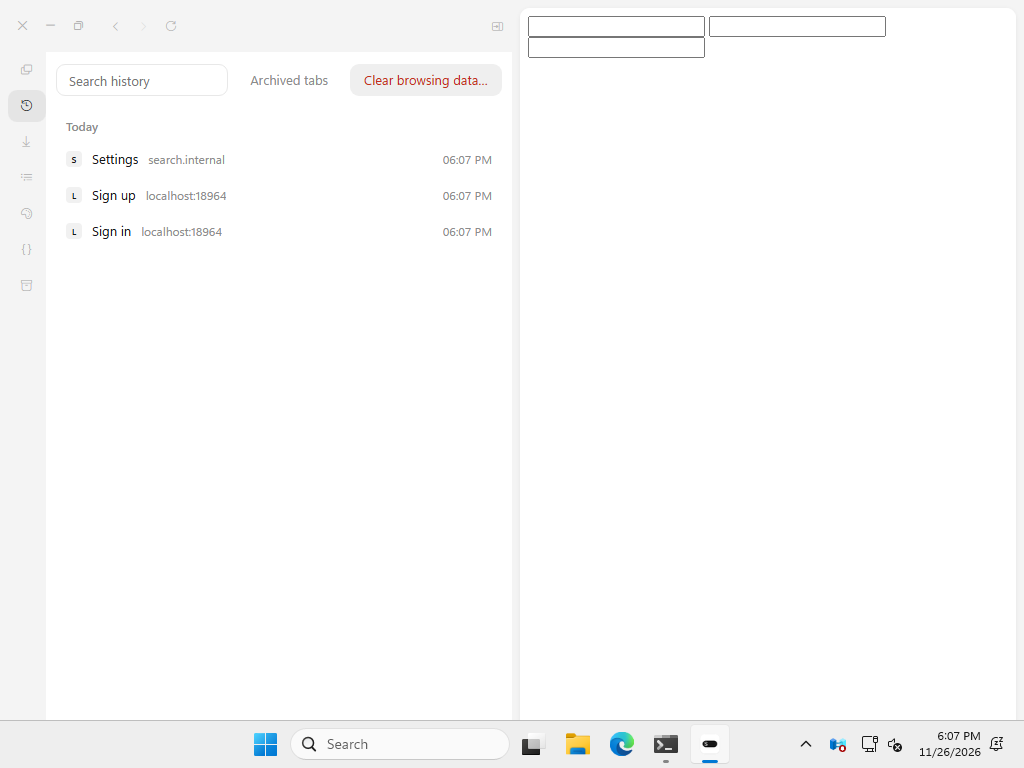 Search history
Archived tabs
Clear browsing data...
Today
S Settings search.internal 06:07 PM
L Sign up localhost:18964 06:07 PM
L Sign in localhost:18964 06:07 PM
Search
6:07 PM
11/26/2026